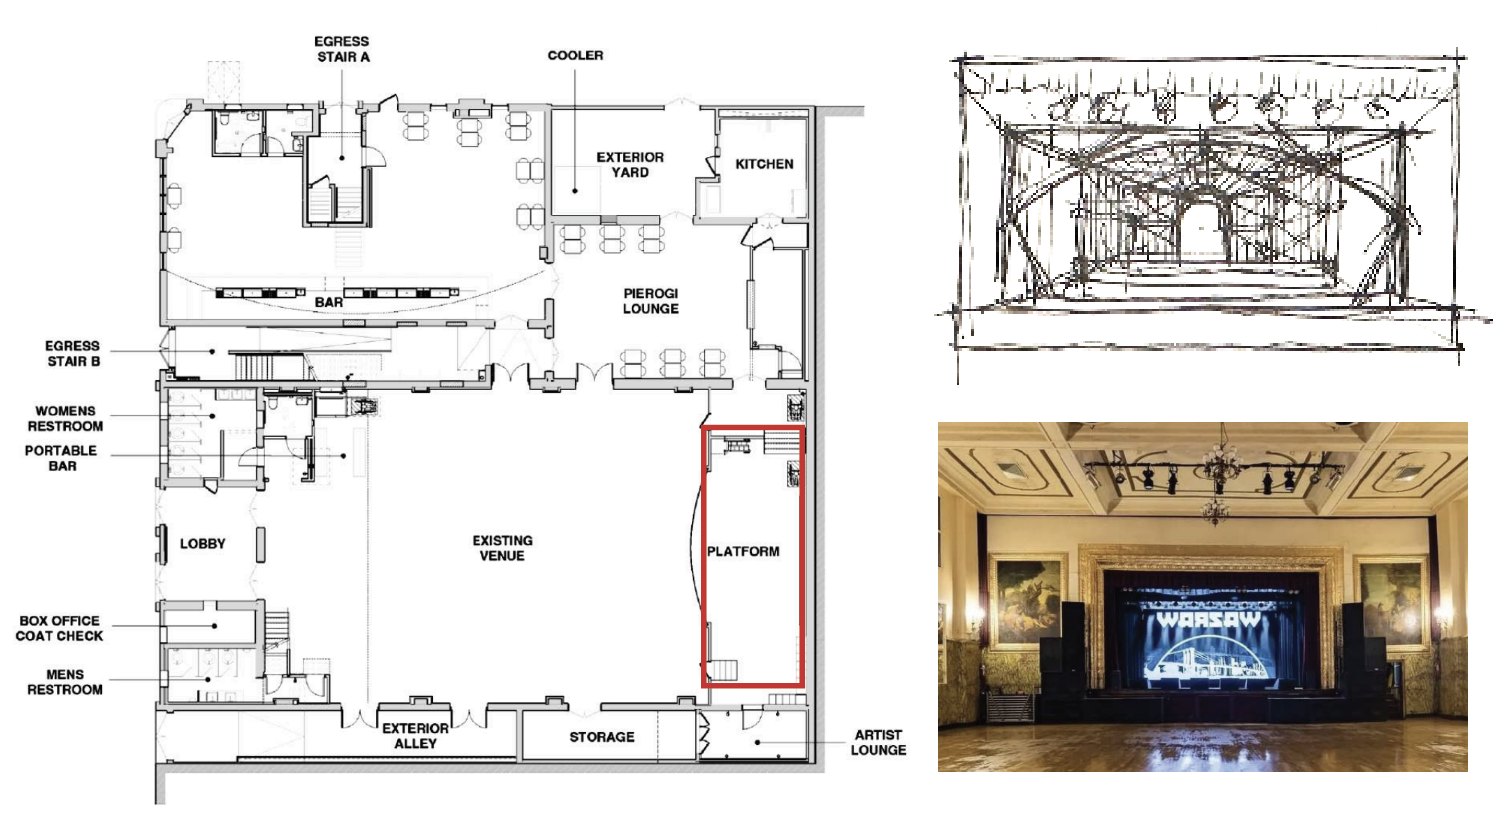 EGRESS
STAIR A
COOLER
EXTERIOR
YARD
KITCHEN
BAR
PIEROGI
LOUNGE
EGRESS
STAIR B
WOMENS
RESTROOM
PORTABLE
BAR
EXISTING
VENUE
PLATFORM
LOBBY
BOX OFFICE
COAT CHECK
MENS
RESTROOM
EXTERIOR
ALLEY
STORAGE
ARTIST
LOUNGE
WARSAW